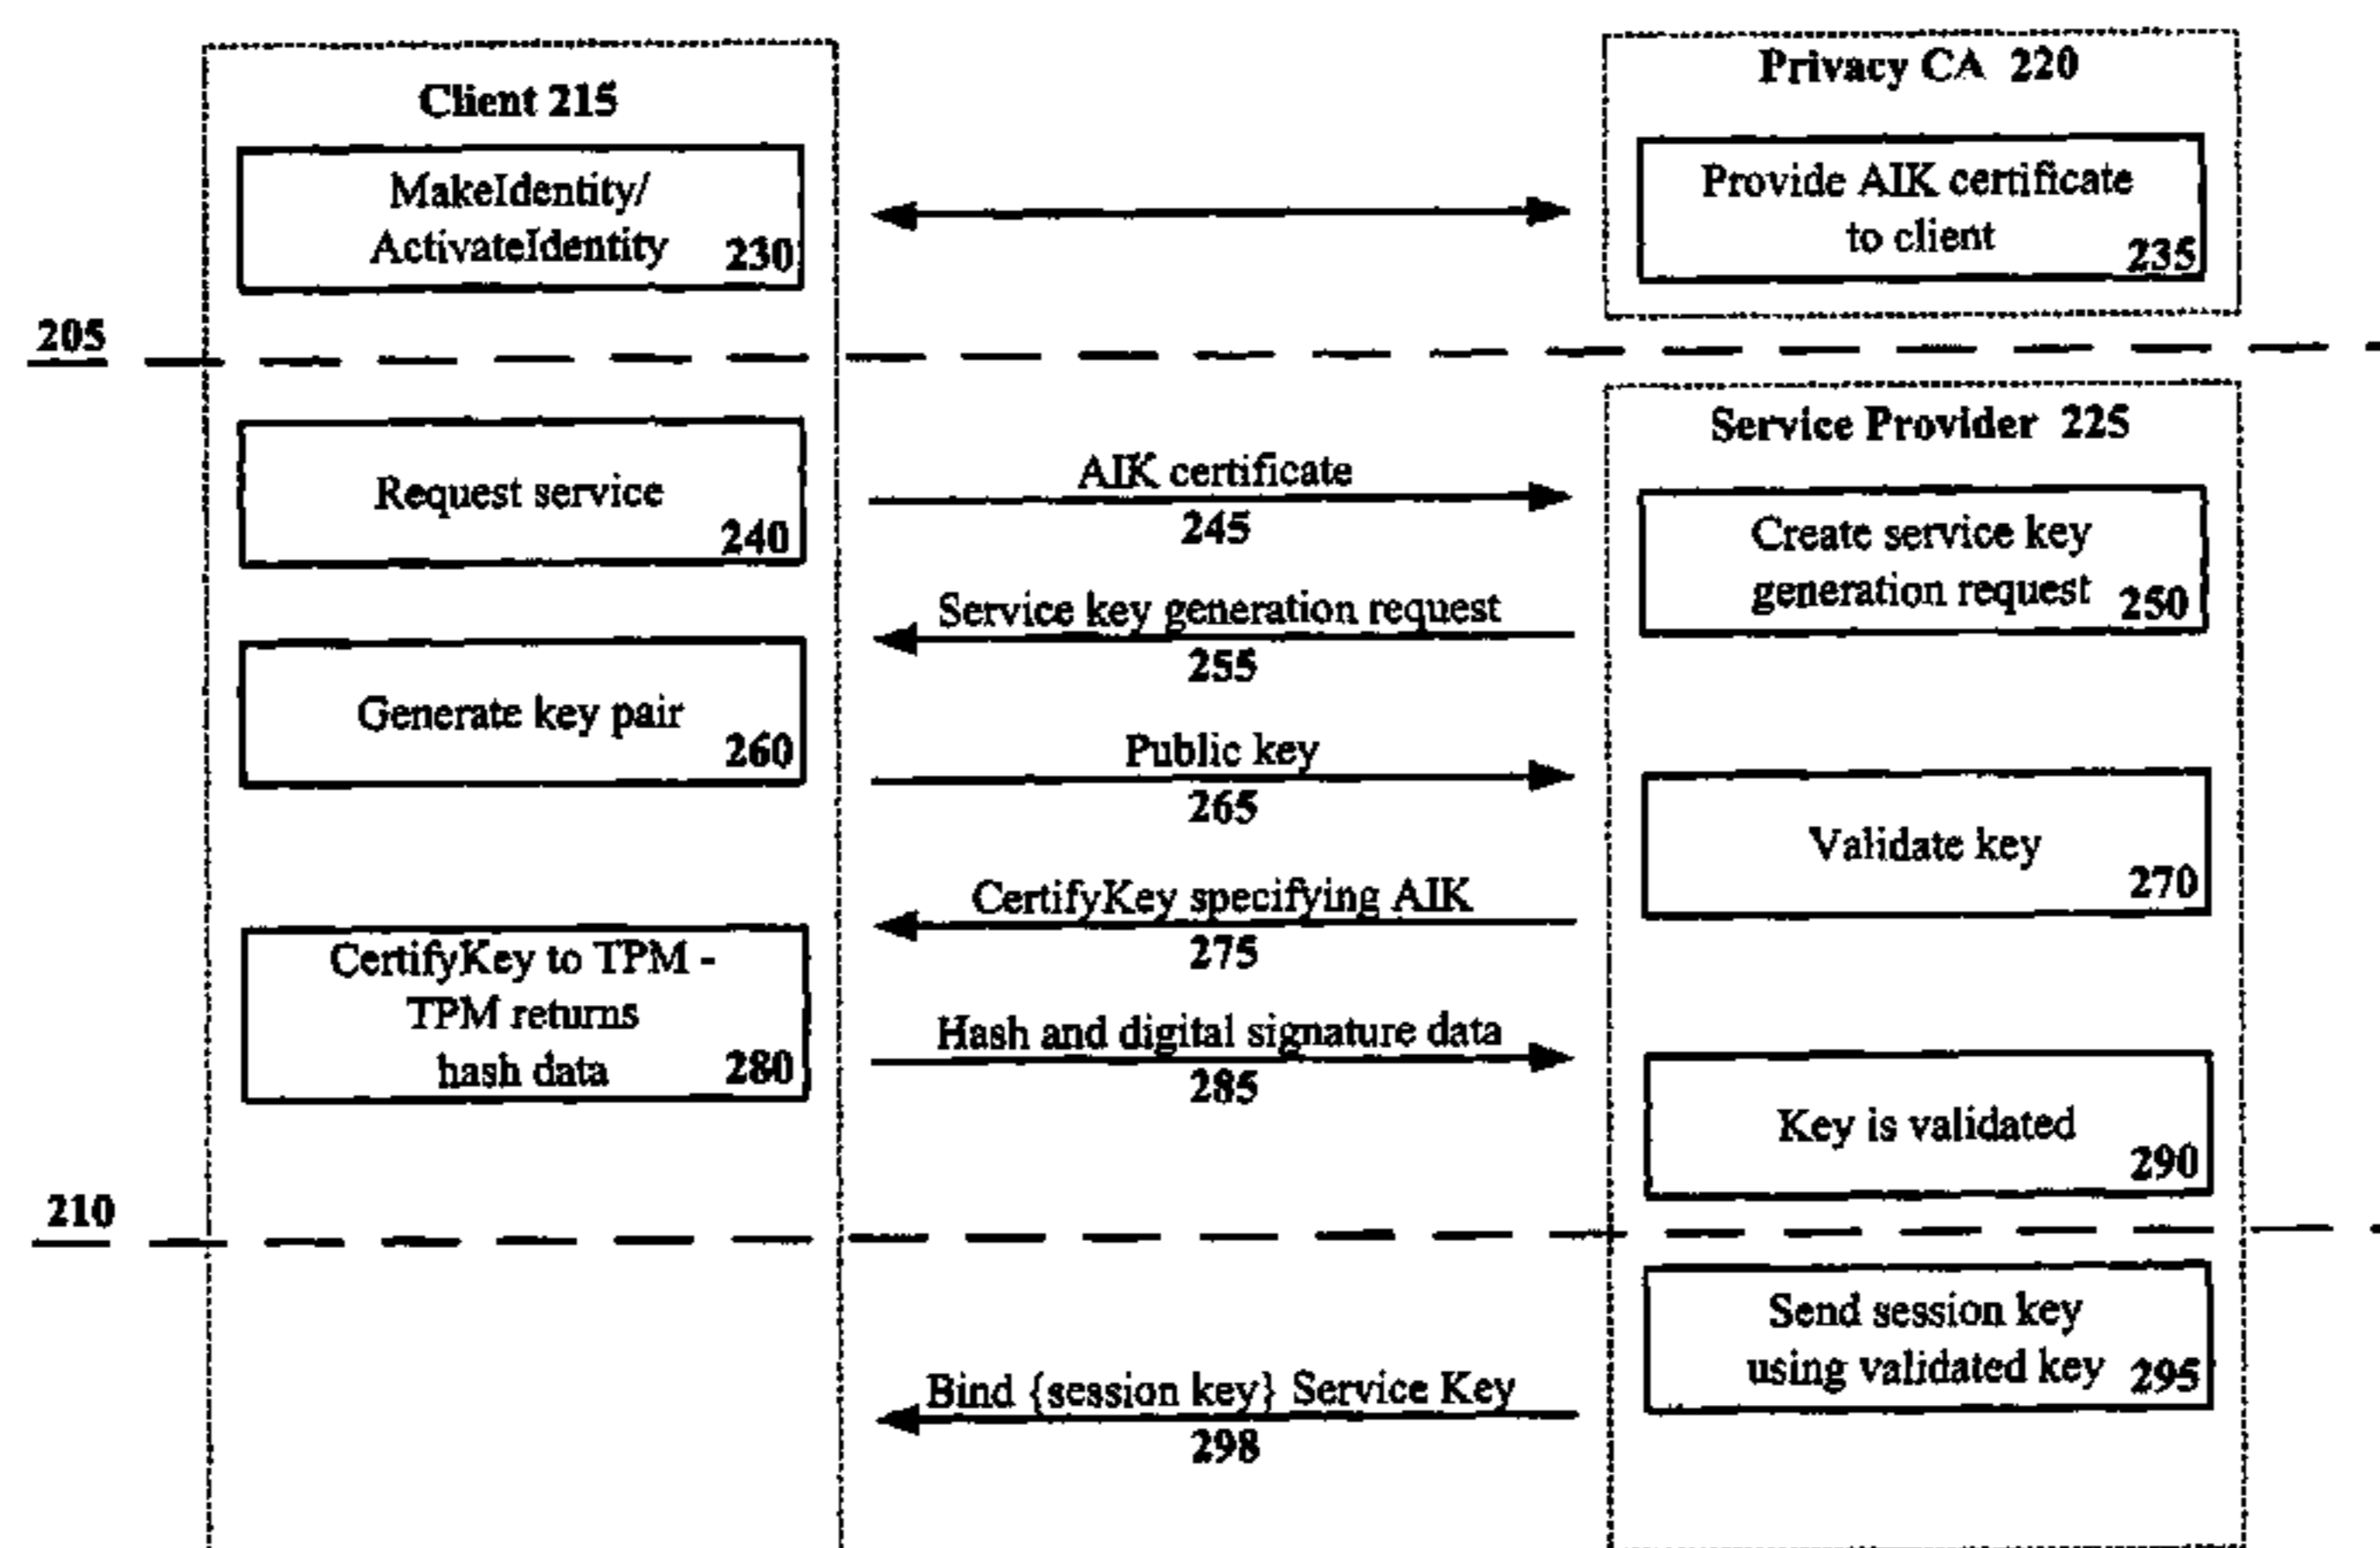 Client 215
Privacy CA 220
MakeIdentity/
ActivateIdentity 230
Provide AIK certificate
to client 235
205
Service Provider 225
Request service
240
AIK certificate
245
Create service key
generation request 250
Service key generation request
255
Generate key pair
260
Public key
265
Validate key
270
CertifyKey specifying AIK
275
CertifyKey to TPM -
TPM returns
hash data 280
Hash and digital signature data
285
Key is validated
290
210
Send session key
using validated key 295
Bind {session key} Service Key
298